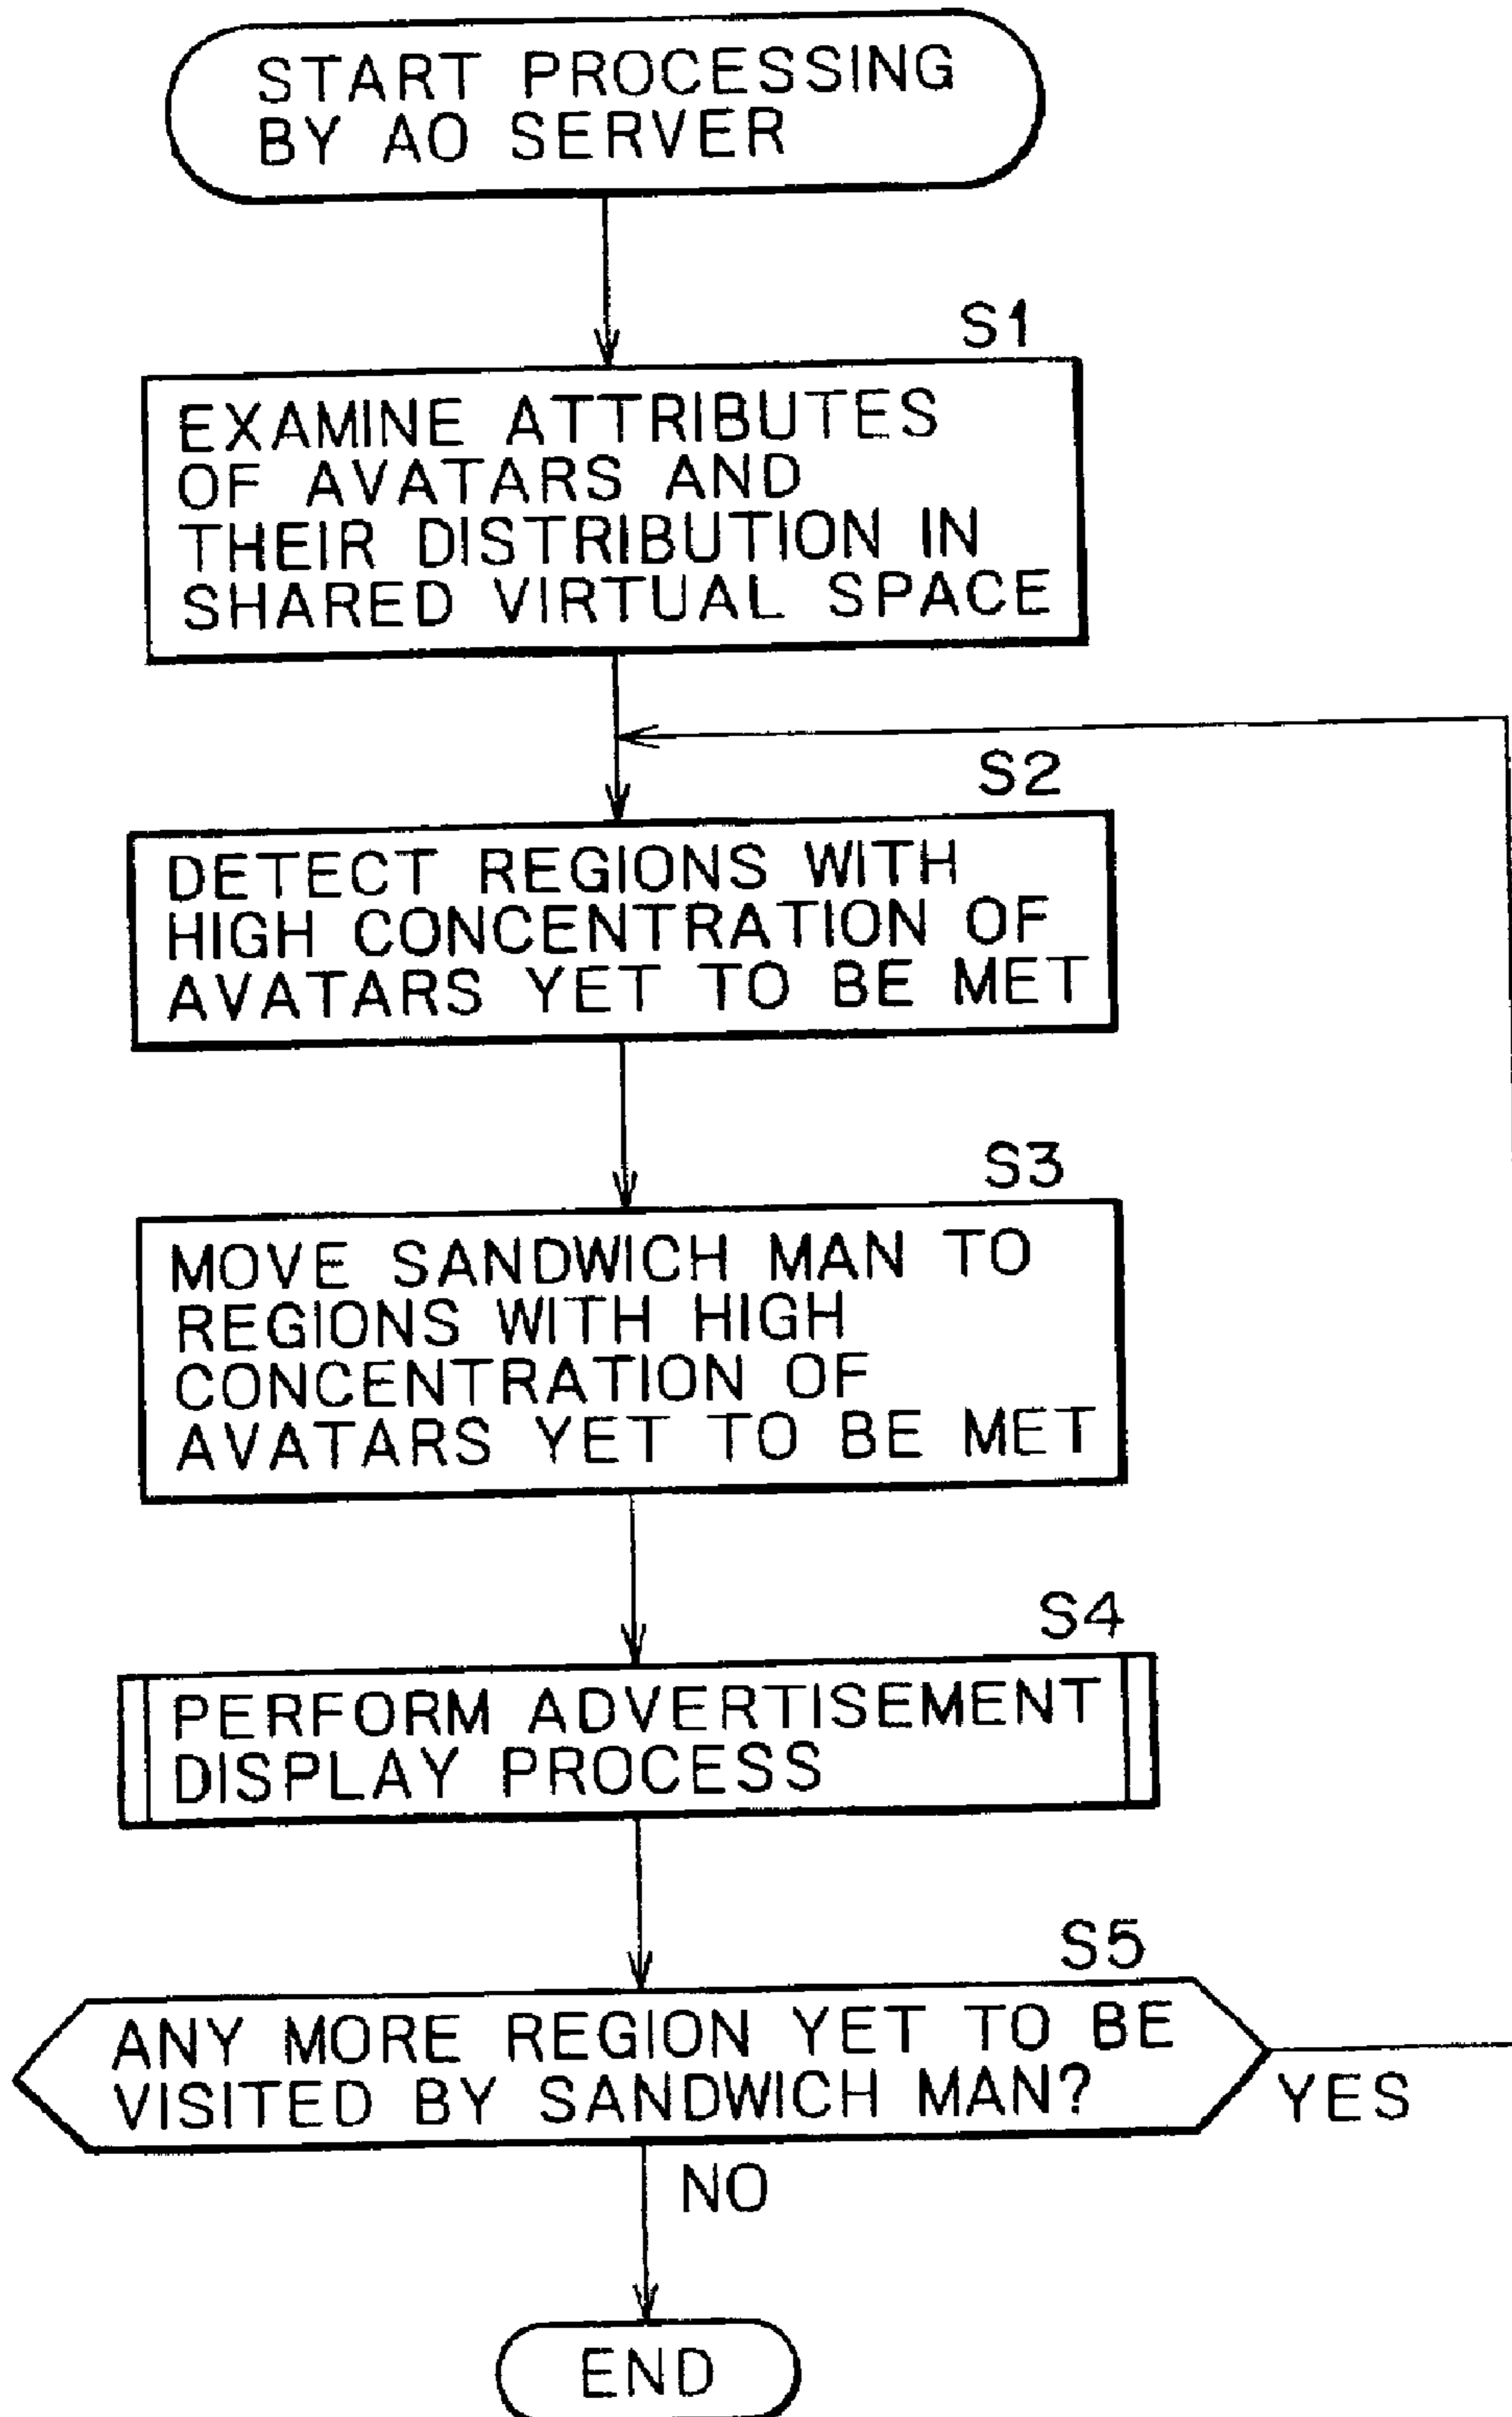 START PROCESSING
BY AO SERVER
S1
EXAMINE ATTRIBUTES
OF AVATARS AND
THEIR DISTRIBUTION IN
SHARED VIRTUAL SPACE
S2
DETECT REGIONS WITH
HIGH CONCENTRATION OF
AVATARS YET TO BE MET
S3
MOVE SANDWICH MAN TO
REGIONS WITH HIGH
CONCENTRATION OF
AVATARS YET TO BE MET
S4
PERFORM ADVERTISEMENT
DISPLAY PROCESS
S5
ANY MORE REGION YET TO BE
VISITED BY SANDWICH MAN?
YES
NO
END